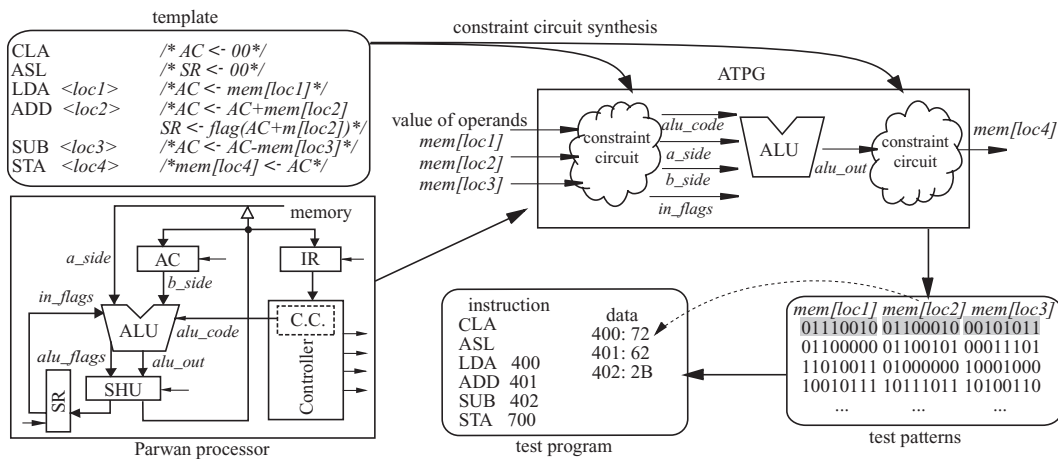 template
CLA /* AC <- 00*/
ASL /* SR <- 00*/
LDA <loc1> /*AC <- mem[loc1]*/
ADD <loc2> /*AC <- AC+mem[loc2]
SR <- flag(AC+m[loc2])*/
SUB <loc3> /*AC <- AC-mem[loc3]*/
STA <loc4> /*mem[loc4] <- AC*/
constraint circuit synthesis
ATPG
value of operands
mem[loc1]
mem[loc2]
mem[loc3]
constraint
circuit
alu_code
a_side
b_side
in_flags
ALU
alu_out
constraint
circuit
mem[loc4]
memory
a_side
AC
IR
b_side
in_flags
ALU
alu_code
C.C.
alu_flags
alu_out
SR
SHU
Controller
Parwan processor
instruction
CLA
ASL
LDA 400
ADD 401
SUB 402
STA 700
data
400: 72
401: 62
402: 2B
test program
mem[loc1] mem[loc2] mem[loc3]
01110010 01100010 00101011
01100000 01100101 00011101
11010011 01000000 10001000
10010111 10111011 10100110
... ... ...
test patterns